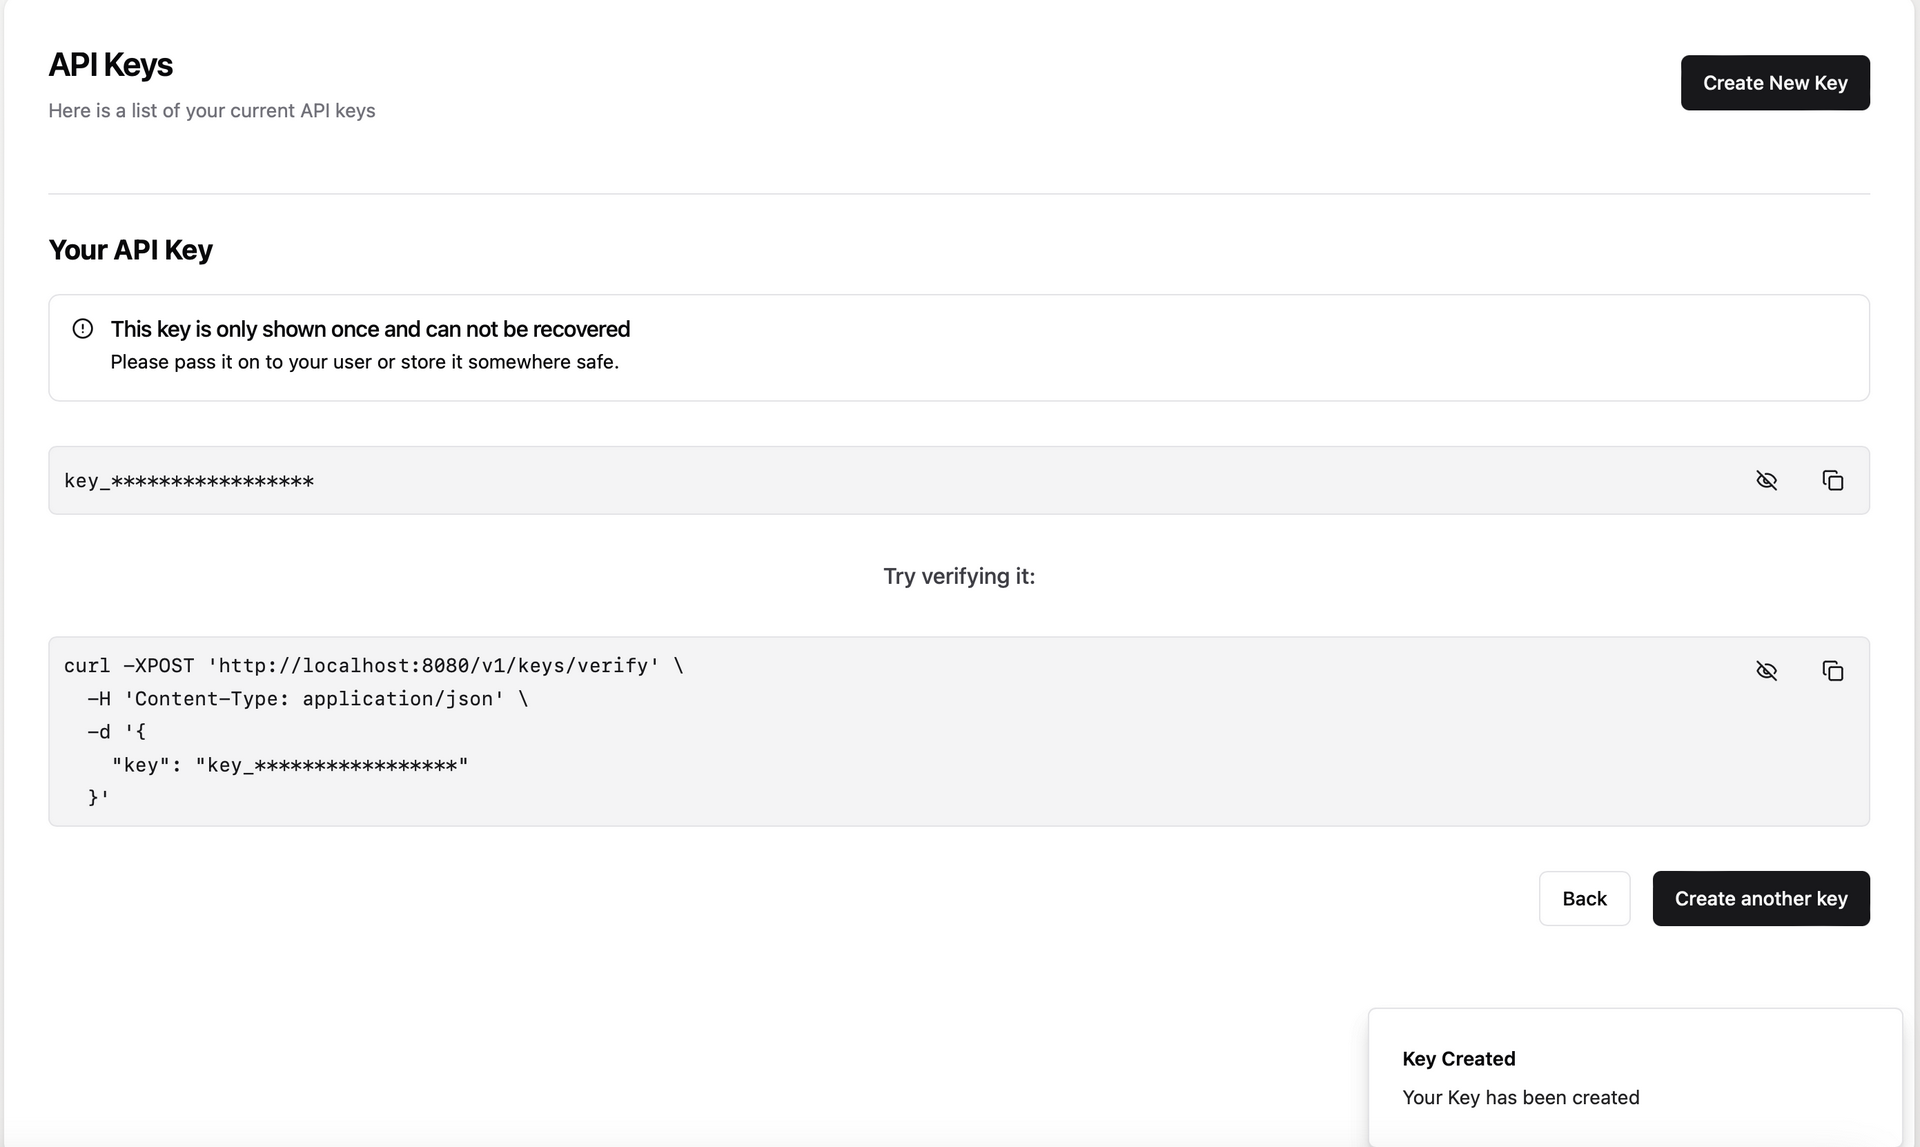 API Keys
Here is a list of your current API keys
Create New Key
Your API Key
This key is only shown once and can not be recovered
Please pass it on to your user or store it somewhere safe.
key_*****************
Try verifying it:
curl -XPOST 'http://localhost:8080/v1/keys/verify' \
  -H 'Content-Type: application/json' \
  -d '{
    "key": "key_*****************"
  }'
Back
Create another key
Key Created
Your Key has been created